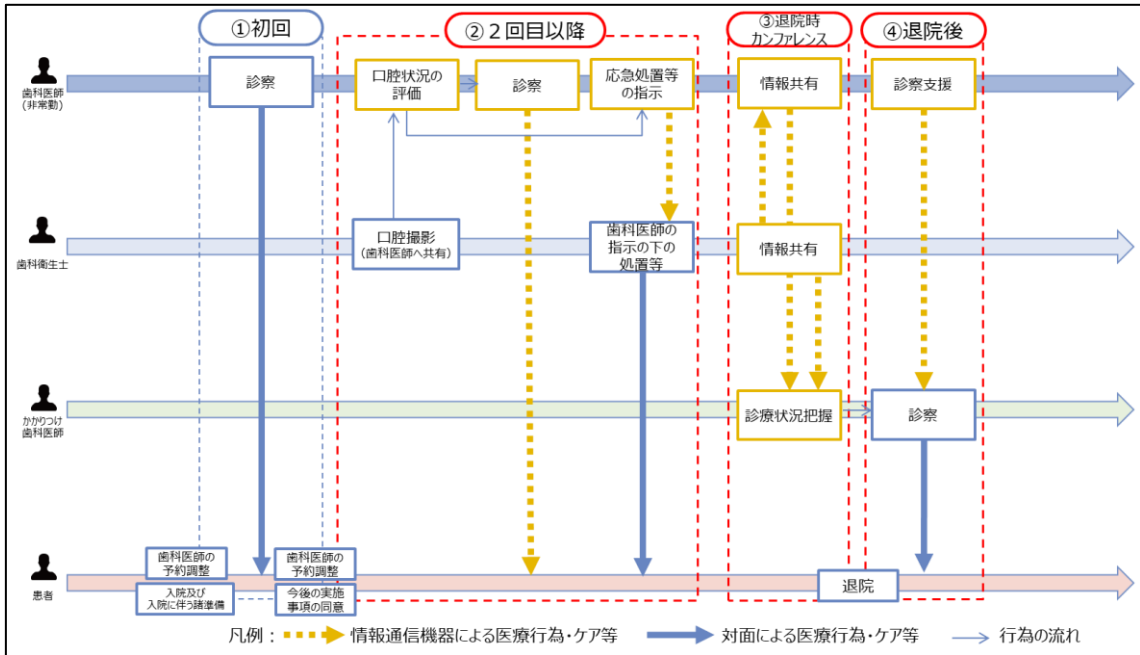 ①初回
②2回目以降
③退院時
カンファレンス
④退院後
歯科医師
(非常勤)
診察
口腔状況の
評価
診察
応急処置等
の指示
情報共有
診察支援
歯科衛生士
口腔撮影
(歯科医師へ共有)
歯科医師の
指示の下の
処置等
情報共有
かかりつけ
歯科医師
診療状況把握
診察
患者
歯科医師の
予約調整
入院及び
入院に伴う諸準備
歯科医師の
予約調整
今後の実施
事項の同意
退院
凡例：
情報通信機器による医療行為・ケア等
対面による医療行為・ケア等
行為の流れ